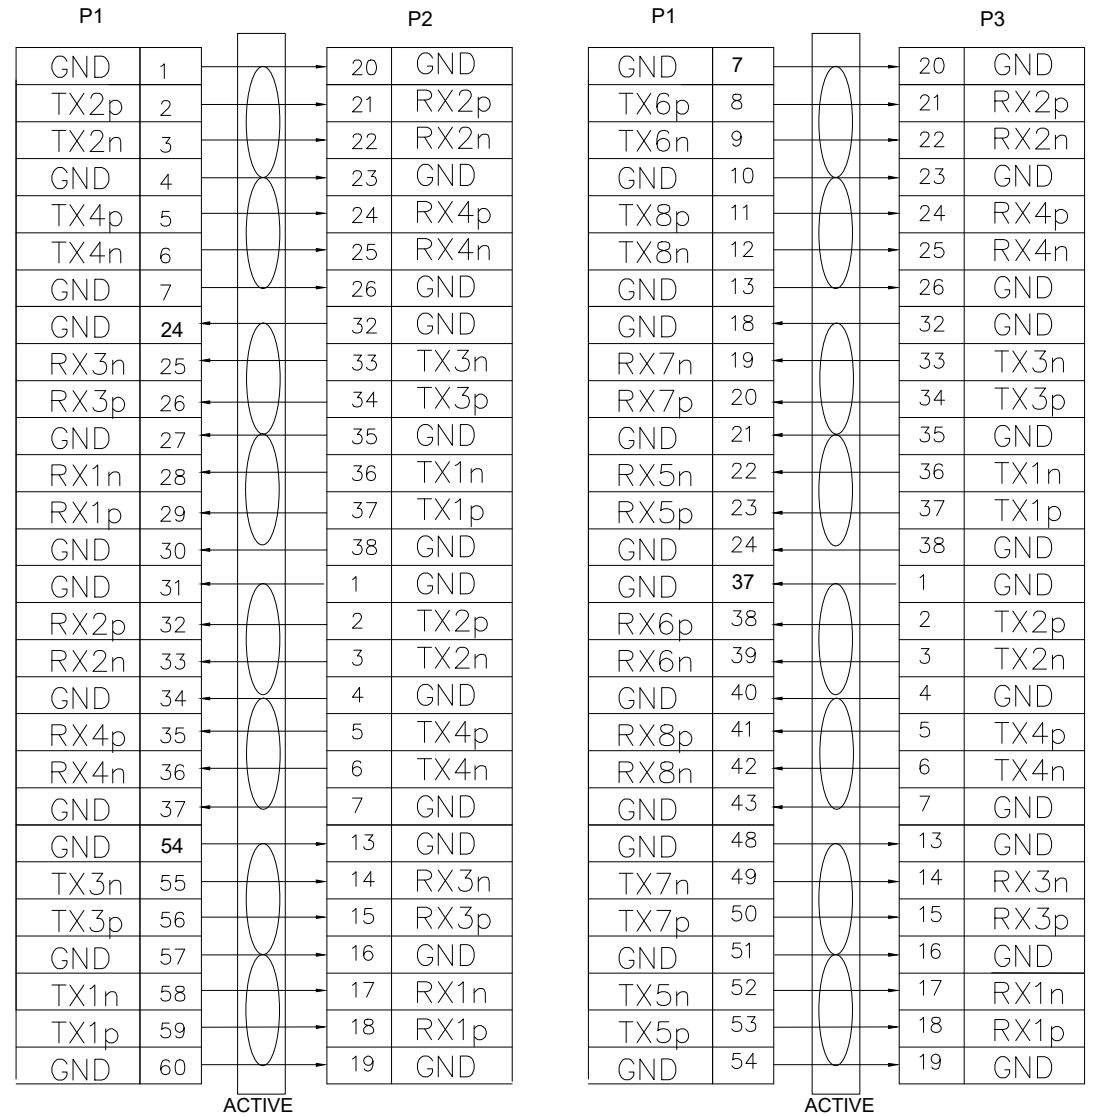 P1 P2 P1 P3
GND 1 20 GND GND 7 20 GND
TX2p 2 21 RX2p TX6p 8 21 RX2p
TX2n 3 22 RX2n TX6n 9 22 RX2n
GND 4 23 GND GND 10 23 GND
TX4p 5 24 RX4p TX8p 11 24 RX4p
TX4n 6 25 RX4n TX8n 12 25 RX4n
GND 7 26 GND GND 13 26 GND
GND 24 32 GND GND 18 32 GND
RX3n 25 33 TX3n RX7n 19 33 TX3n
RX3p 26 34 TX3p RX7p 20 34 TX3p
GND 27 35 GND GND 21 35 GND
RX1n 28 36 TX1n RX5n 22 36 TX1n
RX1p 29 37 TX1p RX5p 23 37 TX1p
GND 30 38 GND GND 24 38 GND
GND 31 1 GND GND 37 1 GND
RX2p 32 2 TX2p RX6p 38 2 TX2p
RX2n 33 3 TX2n RX6n 39 3 TX2n
GND 34 4 GND GND 40 4 GND
RX4p 35 5 TX4p RX8p 41 5 TX4p
RX4n 36 6 TX4n RX8n 42 6 TX4n
GND 37 7 GND GND 43 7 GND
GND 54 13 GND GND 48 13 GND
TX3n 55 14 RX3n TX7n 49 14 RX3n
TX3p 56 15 RX3p TX7p 50 15 RX3p
GND 57 16 GND GND 51 16 GND
TX1n 58 17 RX1n TX5n 52 17 RX1n
TX1p 59 18 RX1p TX5p 53 18 RX1p
GND 60 19 GND GND 54 19 GND
ACTIVE ACTIVE